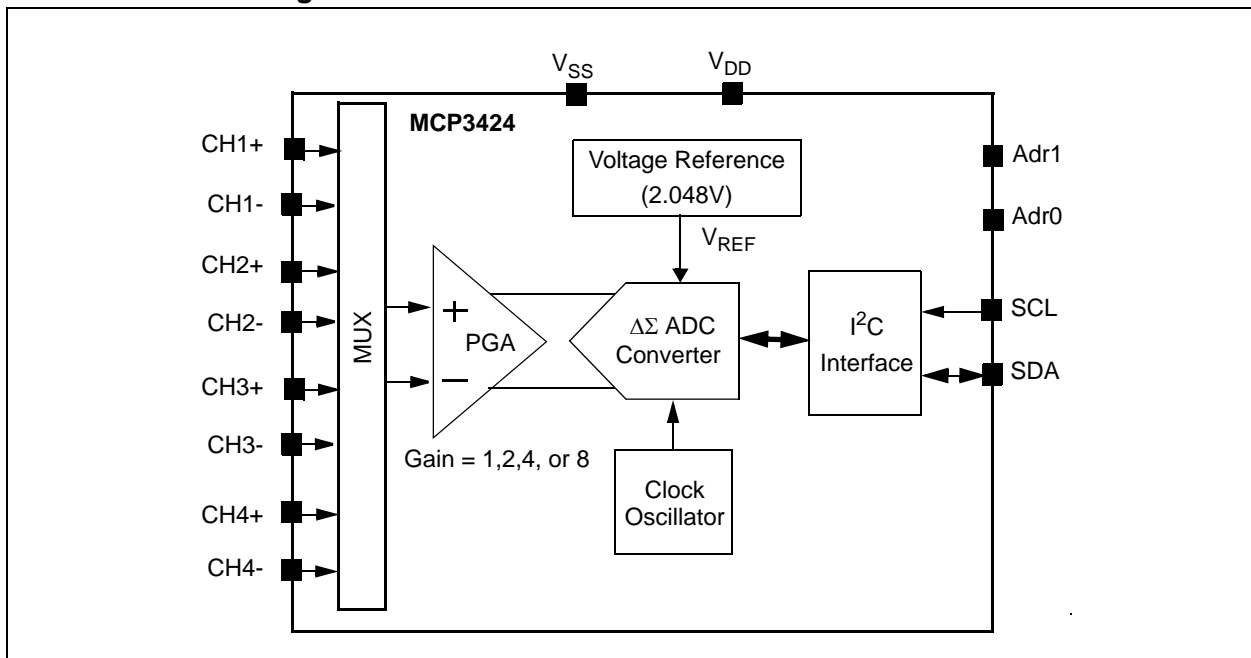 V_SS
V_DD
MCP3424
CH1+
CH1-
CH2+
CH2-
CH3+
CH3-
CH4+
CH4-
MUX
+
PGA
–
Gain = 1,2,4, or 8
Voltage Reference
(2.048V)
V_REF
ΔΣ ADC
Converter
Clock
Oscillator
I²C
Interface
Adr1
Adr0
SCL
SDA